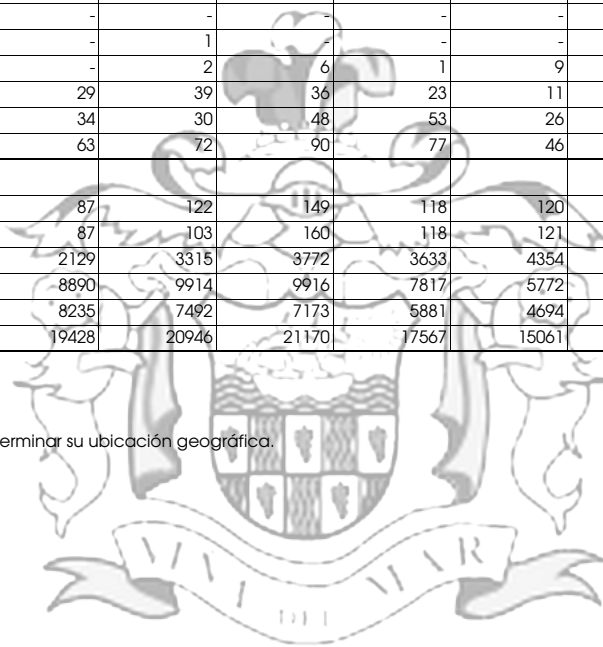 - - - - -
- 1 - - -
- 2 6 1 9
29 39 36 23 11
34 30 48 53 26
63 72 90 77 46
87 122 149 118 120
87 103 160 118 121
2129 3315 3772 3633 4354
8890 9914 9916 7817 5772
8235 7492 7173 5881 4694
19428 20946 21170 17567 15061
erminar su ubicación geográfica.
VIÑA DEL MAR